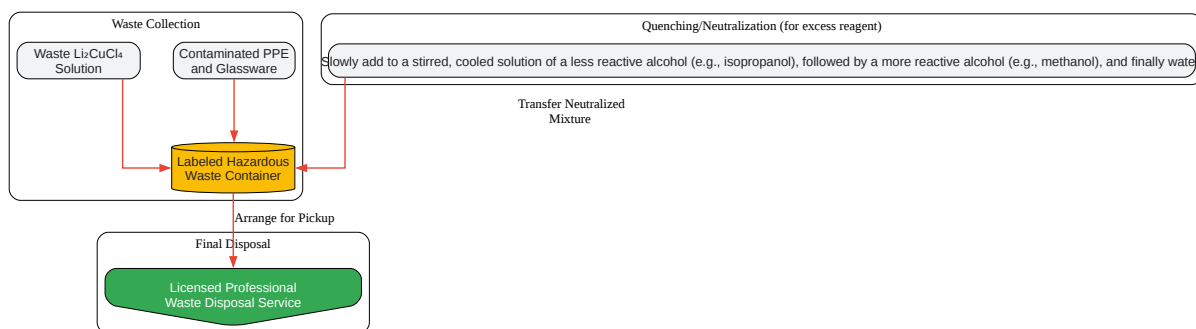 Waste Collection
Waste Li₂CuCl₄
Solution
Contaminated PPE
and Glassware
Labeled Hazardous
Waste Container
Quenching/Neutralization (for excess reagent)
Slowly add to a stirred, cooled solution of a less reactive alcohol (e.g., isopropanol), followed by a more reactive alcohol (e.g., methanol), and finally wate
Transfer Neutralized
Mixture
Arrange for Pickup
Final Disposal
Licensed Professional
Waste Disposal Service